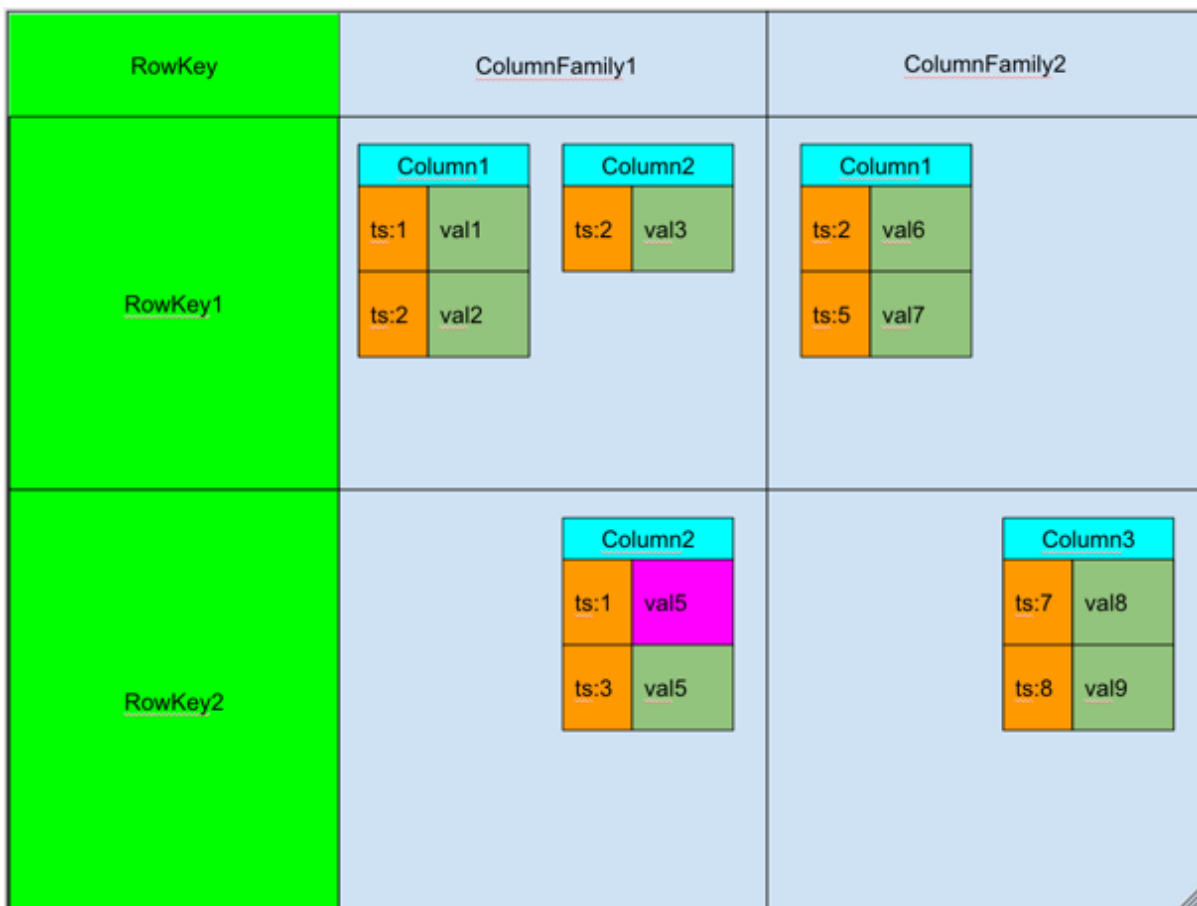 RowKey ColumnFamily1 ColumnFamily2
Column1 Column2 Column1
ts:1 val1 ts:2 val3 ts:2 val6
RowKey1
ts:2 val2 ts:5 val7
Column2 Column3
ts:1 val5 ts:7 val8
ts:3 val5 ts:8 val9
RowKey2